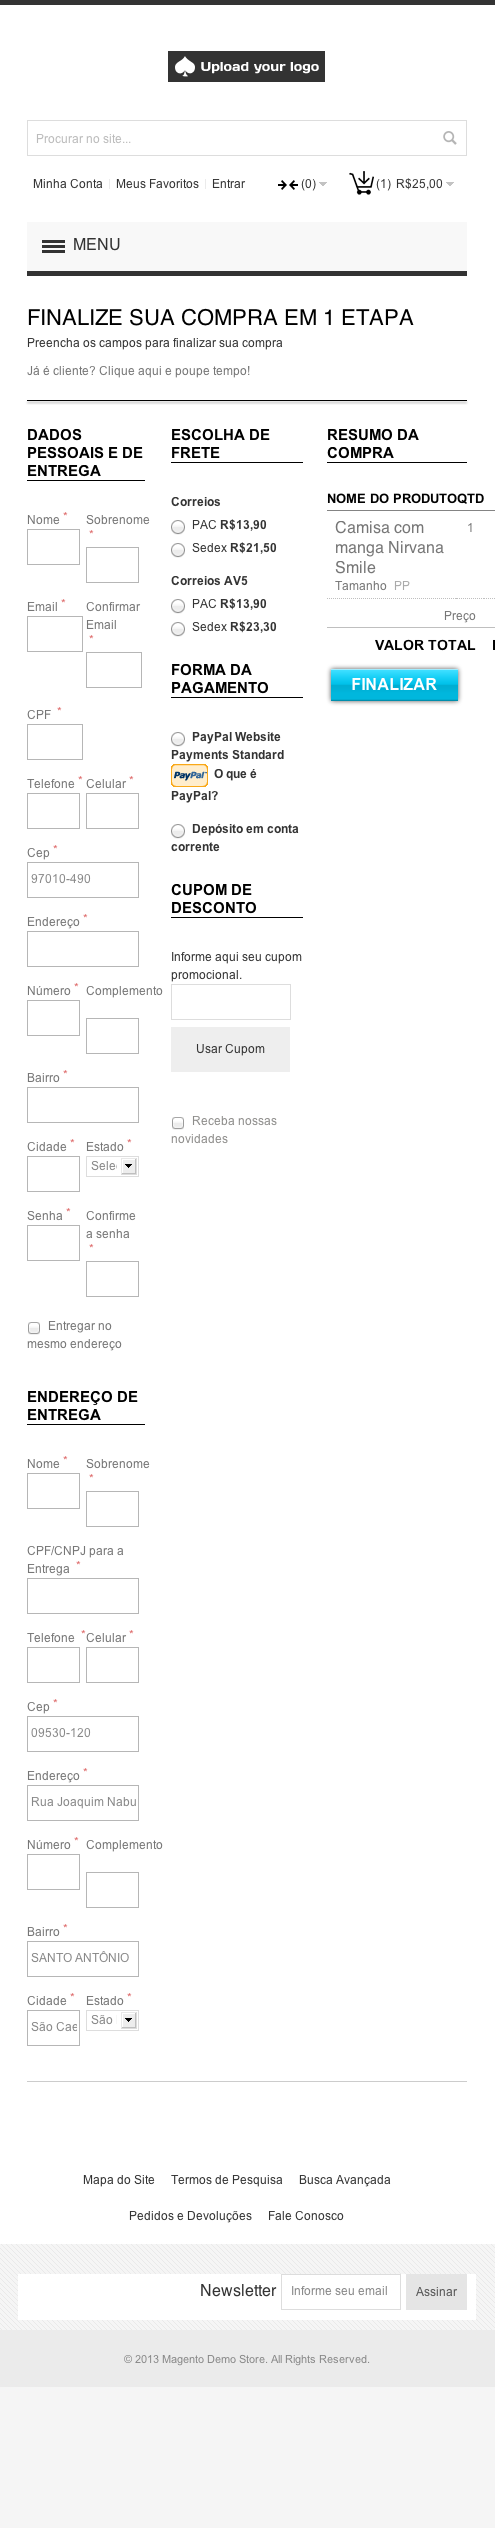 Upload your logo
Procurar no site...
Minha Conta Meus Favoritos Entrar (0) (1) R$25,00
MENU
FINALIZE SUA COMPRA EM 1 ETAPA
Preencha os campos para finalizar sua compra
Já é cliente? Clique aqui e poupe tempo!
DADOS
PESSOAIS E DE
ENTREGA
Nome * Sobrenome
*
Email * Confirmar
Email
*
CPF *
Telefone * Celular *
Cep *
97010-490
Endereço *
Número * Complemento
Bairro *
Cidade * Estado *
Sele
Senha * Confirme
a senha
*
Entregar no
mesmo endereço
ENDEREÇO DE
ENTREGA
Nome * Sobrenome
*
CPF/CNPJ para a
Entrega *
Telefone * Celular *
Cep *
09530-120
Endereço *
Rua Joaquim Nabu
Número * Complemento
Bairro *
SANTO ANTÔNIO
Cidade * Estado *
São Cae São
ESCOLHA DE
FRETE
Correios
PAC R$13,90
Sedex R$21,50
Correios AV5
PAC R$13,90
Sedex R$23,30
FORMA DA
PAGAMENTO
PayPal Website
Payments Standard
PayPal O que é
PayPal?
Depósito em conta
corrente
CUPOM DE
DESCONTO
Informe aqui seu cupom
promocional.
Usar Cupom
Receba nossas
novidades
RESUMO DA
COMPRA
NOME DO PRODUTO QTD
Camisa com 1
manga Nirvana
Smile
Tamanho PP
Preço
VALOR TOTAL
FINALIZAR
Mapa do Site Termos de Pesquisa Busca Avançada
Pedidos e Devoluções Fale Conosco
Newsletter Informe seu email Assinar
© 2013 Magento Demo Store. All Rights Reserved.